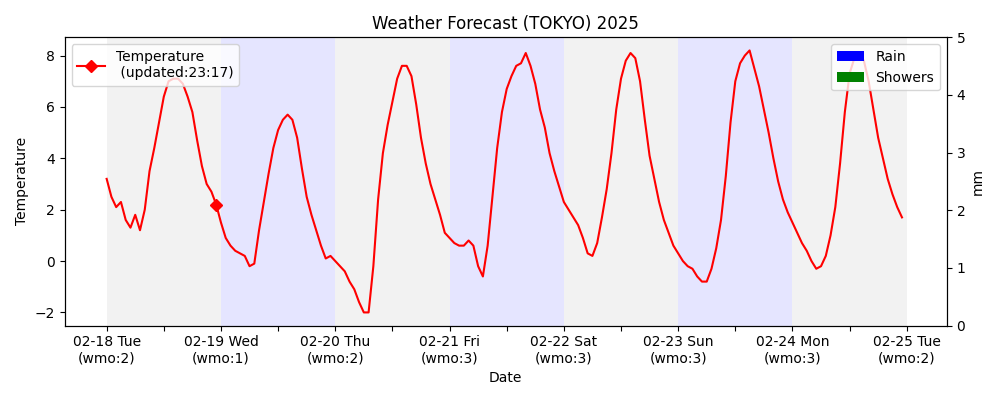 Weather Forecast (TOKYO) 2025
Temperature
(updated:23:17)
Rain
Showers
8
6
4
2
0
−2
Temperature
5
4
3
2
1
0
mm
02-18 Tue
(wmo:2)
02-19 Wed
(wmo:1)
02-20 Thu
(wmo:2)
02-21 Fri
(wmo:3)
02-22 Sat
(wmo:3)
02-23 Sun
(wmo:3)
02-24 Mon
(wmo:3)
02-25 Tue
(wmo:2)
Date